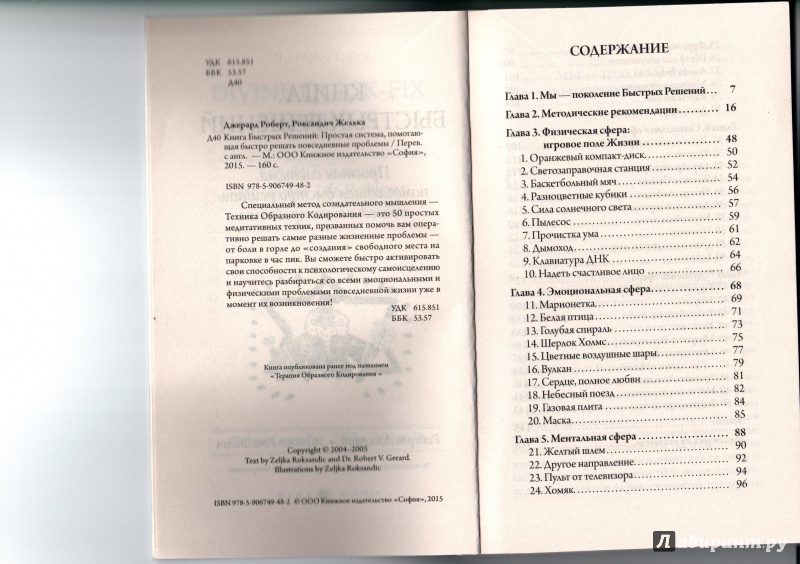 УДК 615.851
ББК 53.57
Д40
Джерард Роберт, Роксандич Желька
Д40 Книга Быстрых Решений: Простая система, помогаю-
щая быстро решать повседневные проблемы / Перев.
с англ. — М.: ООО Книжное издательство «София»,
2015. — 160 с.
ISBN 978-5-906749-48-2
Специальный метод созидательного мышления —
Техника Образного Кодирования — это 50 простых
медитативных техник, призванных помочь вам опера-
тивно решать самые разные жизненные проблемы —
от боли в горле до «создания» свободного места на
парковке в час пик. Вы сможете быстро активировать
свои способности к психологическому самоисцелению
и научитесь разбираться со всеми эмоциональными и
физическими проблемами повседневной жизни уже в
момент их возникновения!
УДК 615.851
ББК 53.57
Книга опубликована ранее под названием
«Терапия Образного Кодирования»
Copyright © 2004–2005
Text by Zeljka Roksandic and Dr. Robert V. Gerard.
Illustrations by Zeljka Roksandic
ISBN 978-5-906749-48-2 © ООО Книжное издательство «София», 2015
СОДЕРЖАНИЕ
Глава 1. Мы — поколение Быстрых Решений... 7
Глава 2. Методические рекомендации ... 16
Глава 3. Физическая сфера:
игровое поле Жизни ... 48
1. Оранжевый компакт-диск ... 50
2. Светозаправочная станция ... 52
3. Баскетбольный мяч ... 54
4. Разноцветные кубики ... 56
5. Сила солнечного света ... 57
6. Пылесос ... 59
7. Прочистка ума ... 61
8. Дымоход ... 62
9. Клавиатура ДНК ... 64
10. Надеть счастливое лицо ... 66
Глава 4. Эмоциональная сфера ... 68
11. Марионетка ... 69
12. Белая птица ... 71
13. Голубая спираль ... 73
14. Шерлок Холмс ... 75
15. Цветные воздушные шары ... 77
16. Вулкан ... 79
17. Сердце, полное любви ... 81
18. Небесный поезд ... 82
19. Газовая плита ... 84
20. Маска ... 85
Глава 5. Ментальная сфера ... 88
21. Желтый шлем ... 90
22. Другое направление ... 92
23. Пульт от телевизора ... 94
24. Хомяк ... 96
Лабиринт.ру